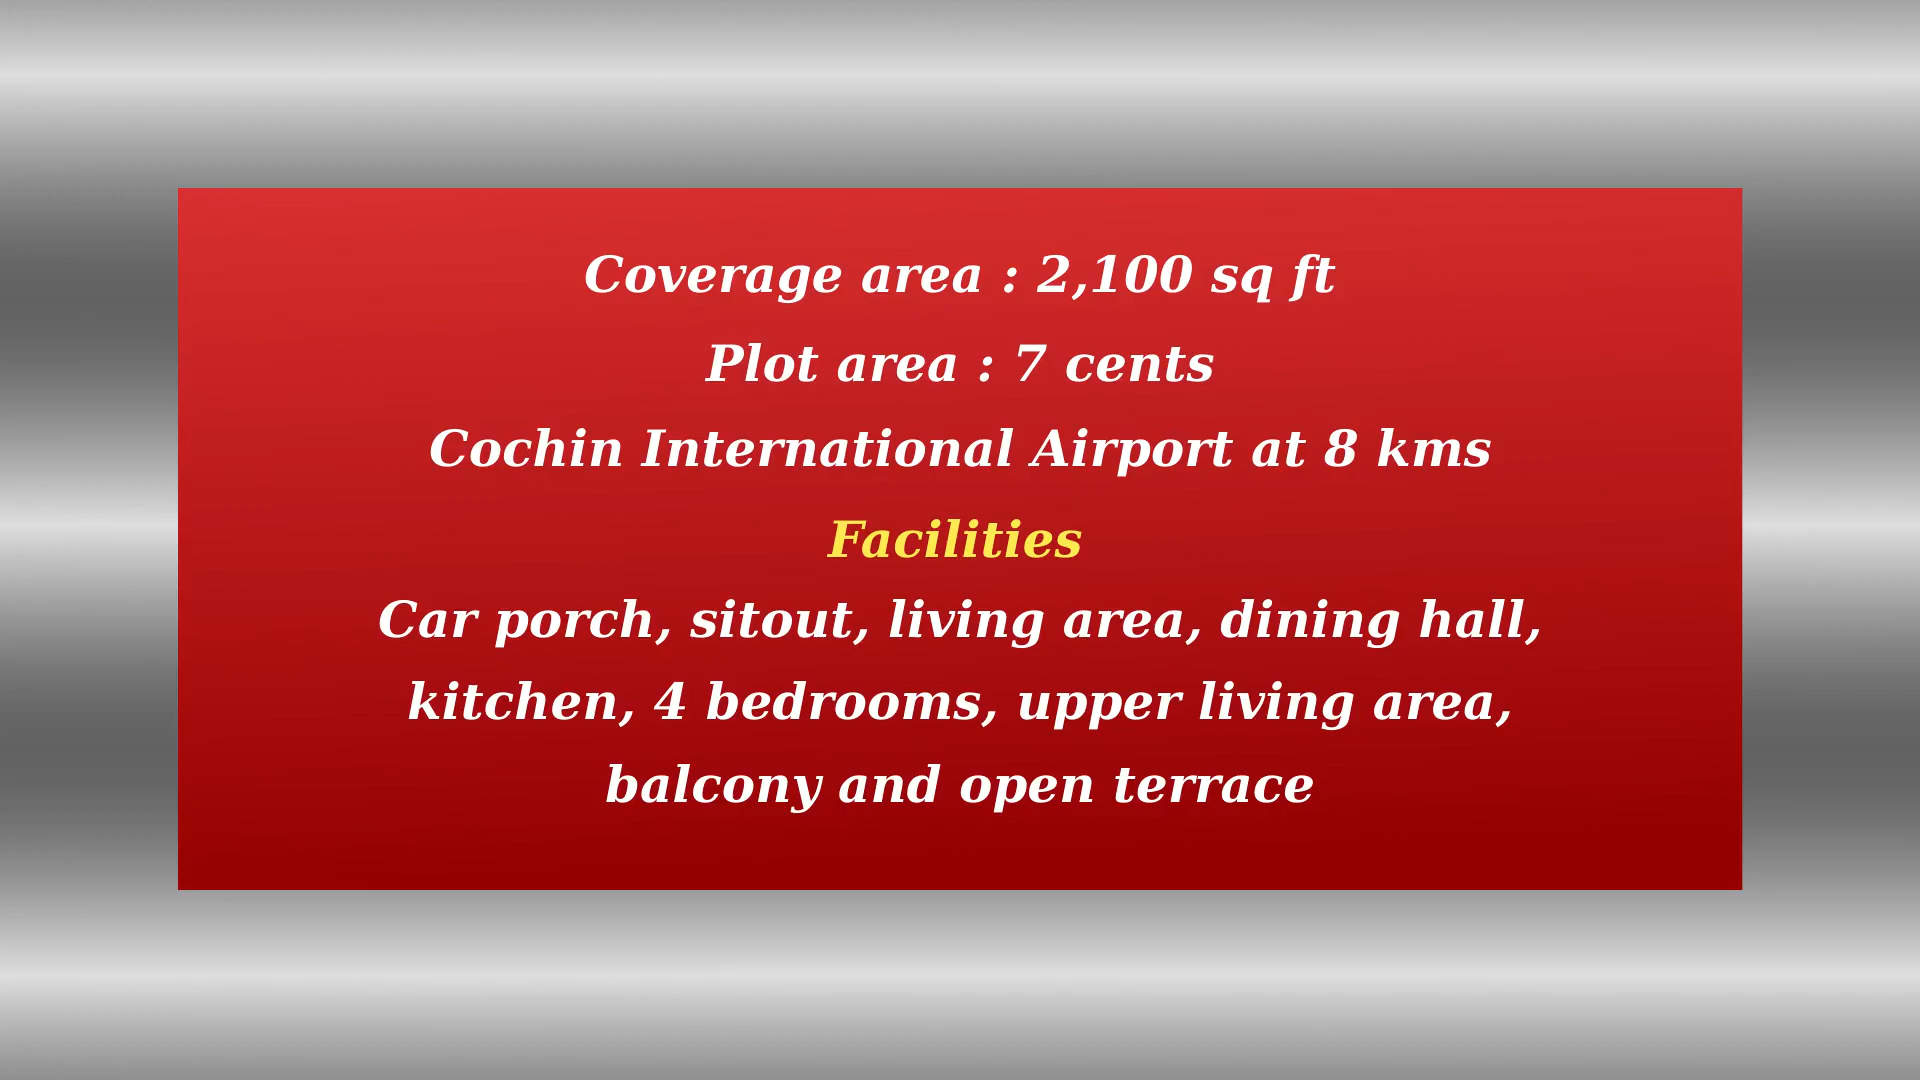 Coverage area : 2,100 sq ft
Plot area : 7 cents
Cochin International Airport at 8 kms
Facilities
Car porch, sitout, living area, dining hall,
kitchen, 4 bedrooms, upper living area,
balcony and open terrace